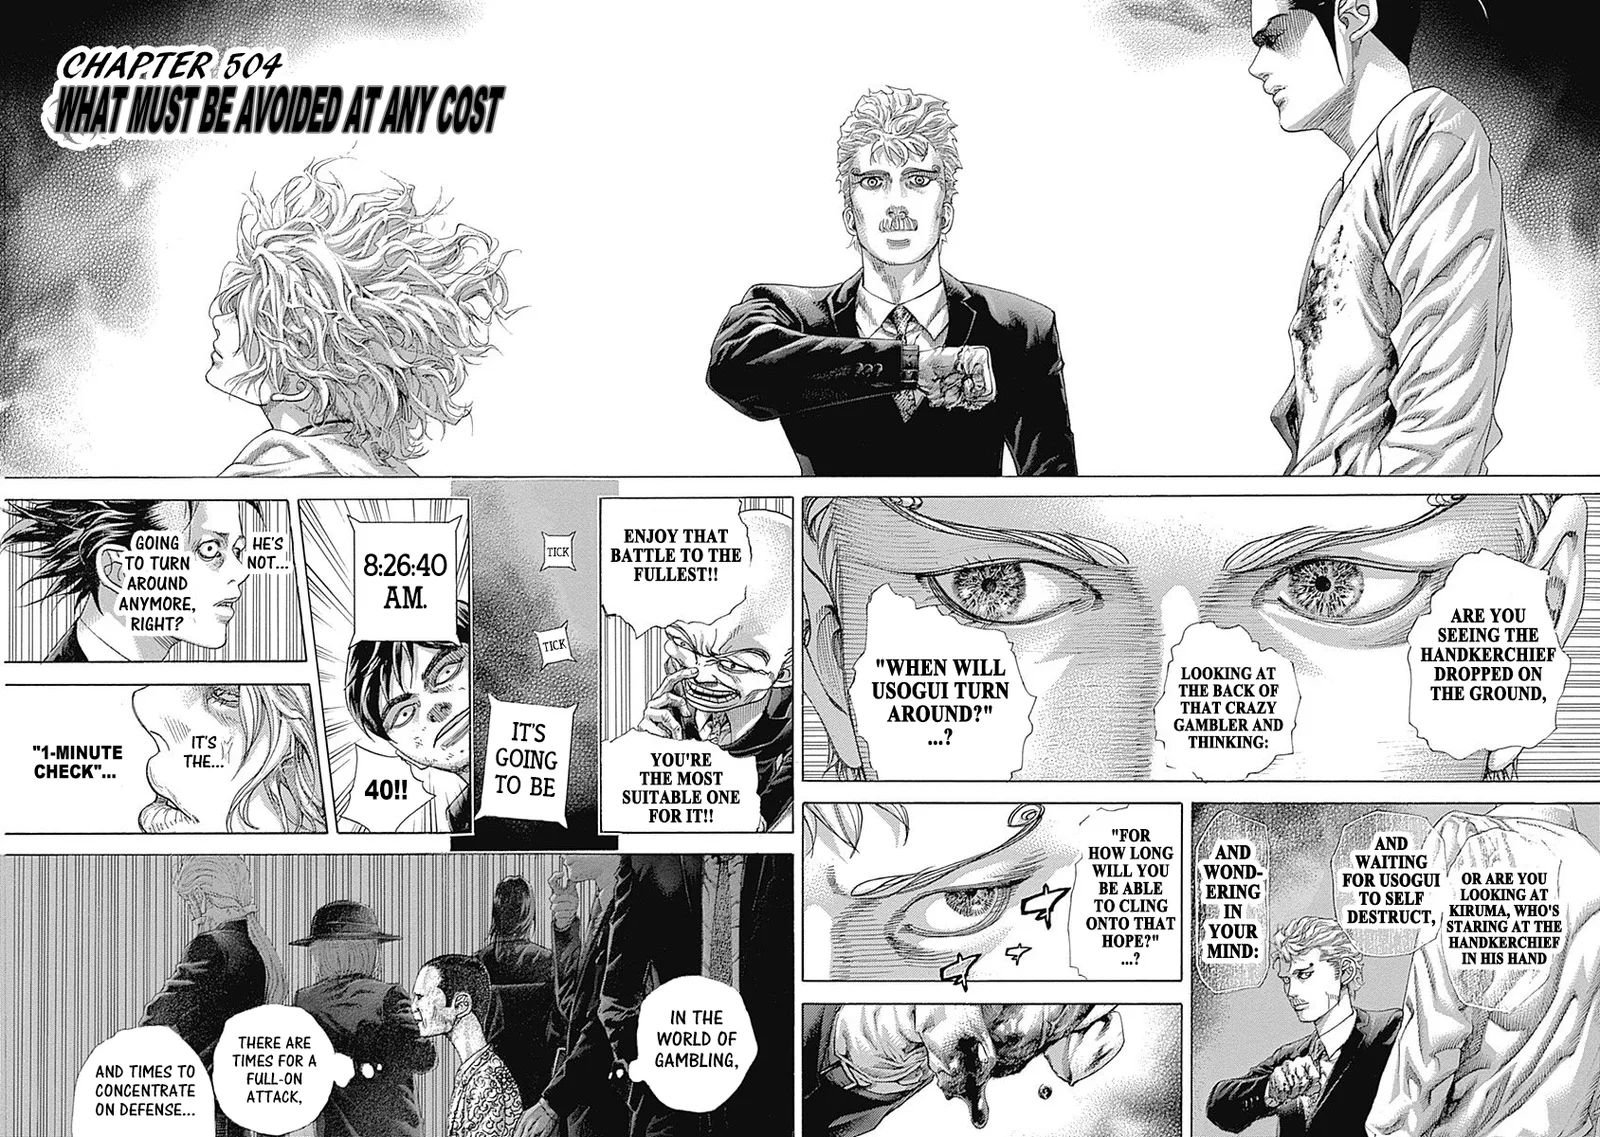 CHAPTER 504
WHAT MUST BE AVOIDED AT ANY COST
ARE YOU
SEEING THE
HANDKERCHIEF
DROPPED ON
THE GROUND,
LOOKING AT
THE BACK OF
THAT CRAZY
GAMBLER AND
THINKING:
"WHEN WILL
USOGUI TURN
AROUND?"
...?
OR ARE YOU
LOOKING AT
KIRUMA, WHO'S
STARING AT THE
HANDKERCHIEF
IN HIS HAND
AND
WAITING
FOR USOGUI
TO SELF
DESTRUCT,
AND
WOND-
ERING
IN
YOUR
MIND:
"FOR
HOW LONG
WILL YOU
BE ABLE
TO CLING
ONTO THAT
HOPE?"
...?
ENJOY THAT
BATTLE TO THE
FULLEST!!
YOU'RE
THE MOST
SUITABLE ONE
FOR IT!!
TICK
TICK
IT'S
GOING
TO BE
8:26:40
AM.
40!!
HE'S
NOT...
GOING
TO TURN
AROUND
ANYMORE,
RIGHT?
IT'S
THE...
"1-MINUTE
CHECK"...
IN THE
WORLD OF
GAMBLING,
THERE ARE
TIMES FOR A
FULL-ON
ATTACK,
AND TIMES TO
CONCENTRATE
ON DEFENSE...